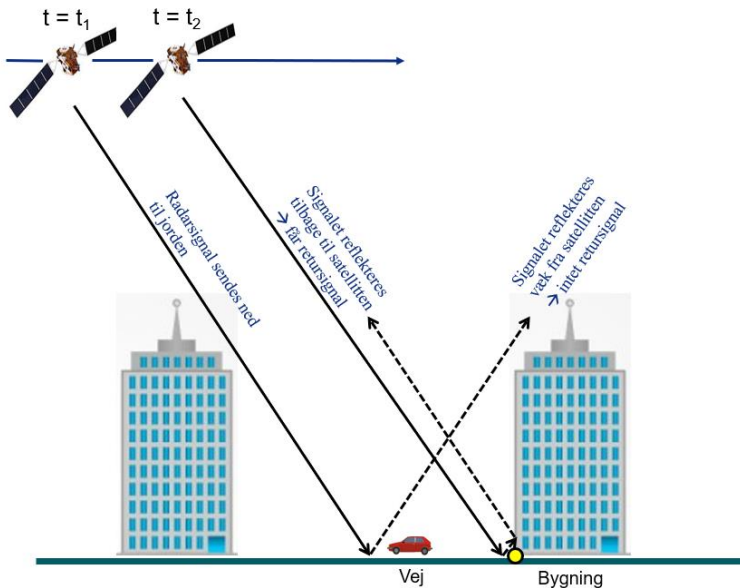 t = t₁
t = t₂
Radarsignal sendes ned
til jorden
Signalet reflekteres
tilbage til satellitten
→ får retursignal
Signalet reflekteres
væk fra satellitten
→ intet retursignal
Vej
Bygning